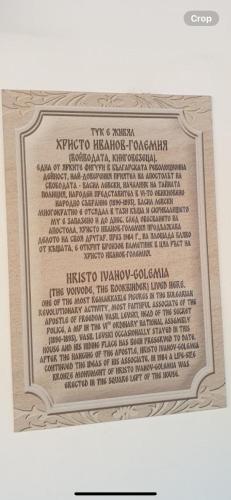 Crop
ТУК Е ЖИВЯЛ
ХРИСТО ИВАНОВ-ГОЛЕМИЯ
(ВОЙВОДАТА, КНИГОВЕЗЕЦА).
ЕДНА ОТ ЯРКИТЕ ФИГУРИ В БЪЛГАРСКАТА РЕВОЛЮЦИОННА
ДЕЙНОСТ, НАЙ-ДОВЕРЕНИЯ ПРИЯТЕЛ НА АПОСТОЛАТ НА
СВОБОДАТА - ВАСИЛ ЛЕВСКИ, НАЧАЛНИК НА ТАЙНАТА
ПОЛИЦИЯ, НАРОДЕН ПРЕДСТАВИТЕЛ В VI-ТО ОБИКНОВЕНО
НАРОДНО СЪБРАНИЕ (1890-1893). ВАСИЛ ЛЕВСКИ
МНОГОКРАТНО Е ОТСЯДАЛ В ТАЗИ КЪЩА И СКРИВАЛИЩЕТО
МУ Е ЗАПАЗЕНО И ДО ДНЕС. СЛЕД ОБЕСВАНЕТО НА
АПОСТОЛА, ХРИСТО ИВАНОВ-ГОЛЕМИЯ ПРОДЪЛЖАВА
ДЕЛОТО НА СВОЯ ДРУГАР. ПРЕЗ 1984 Г., НА ПЛОЩАДА ВЛЯВО
ОТ КЪЩАТА, Е ОТКРИТ БРОНЗОВ ПАМЕТНИК В ЦЯЛ РЪСТ НА
ХРИСТО ИВАНОВ-ГОЛЕМИЯ.
HRISTO IVANOV-GOLEMIA
(THE VOIVODE, THE BOOKBINDER) LIVED HERE.
ONE OF THE MOST REMARKABLE FIGURES IN THE BULGARIAN
REVOLUTIONARY ACTIVITY, MOST FAITHFUL ASSOCIATE OF THE
APOSTLE OF FREEDOM VASIL LEVSKI, HEAD OF THE SECRET
POLICE, A MP IN THE VIth ORDINARY NATIONAL ASSEMBLY
(1890-1893). VASIL LEVSKI OCCASIONALLY STAYED IN THIS
HOUSE AND HIS HIDING PLACE HAS BEEN PRESERVED TO DATE.
AFTER THE HANGING OF THE APOSTLE, HRISTO IVANOV-GOLEMIA
CONTINUED THE IDEAS OF HIS ASSOCIATE. IN 1984 A LIFE-SIZE
BRONZE MONUMENT OF HRISTO IVANOV-GOLEMIA WAS
ERECTED IN THE SQUARE LEFT OF THE HOUSE.